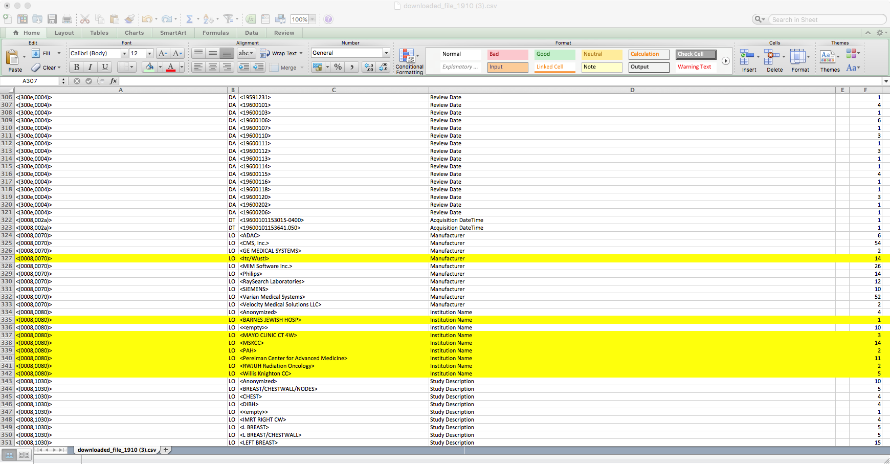 downloaded_file_1910 (3).csv
100%
Search in Sheet
Home Layout Tables Charts SmartArt Formulas Data Review
Edit Font Alignment Number Format Cells Themes
Paste Fill Clear
Calibri (Body) 12 A A
B I U A
abc Wrap Text
Merge
General
%
Conditional Formatting
Normal Bad Good Neutral Calculation Check Cell
Explanatory ... Input Linked Cell Note Output Warning Text
Insert Delete Format Themes Aa
A307 fx
A B C D E F
306 <(300e,0004)> DA <19591231> Review Date 1
307 <(300e,0004)> DA <19600101> Review Date 4
308 <(300e,0004)> DA <19600103> Review Date 1
309 <(300e,0004)> DA <19600106> Review Date 6
310 <(300e,0004)> DA <19600107> Review Date 1
311 <(300e,0004)> DA <19600110> Review Date 3
312 <(300e,0004)> DA <19600111> Review Date 1
313 <(300e,0004)> DA <19600112> Review Date 3
314 <(300e,0004)> DA <19600113> Review Date 1
315 <(300e,0004)> DA <19600114> Review Date 1
316 <(300e,0004)> DA <19600115> Review Date 4
317 <(300e,0004)> DA <19600116> Review Date 1
318 <(300e,0004)> DA <19600118> Review Date 1
319 <(300e,0004)> DA <19600120> Review Date 3
320 <(300e,0004)> DA <19600202> Review Date 1
321 <(300e,0004)> DA <19600206> Review Date 1
322 <(0008,002a)> DT <19600101153015-0400> Acquisition DateTime 1
323 <(0008,002a)> DT <19600101153641.050> Acquisition DateTime 1
324 <(0008,0070)> LO <ADAC> Manufacturer 6
325 <(0008,0070)> LO <CMS, Inc.> Manufacturer 54
326 <(0008,0070)> LO <GE MEDICAL SYSTEMS> Manufacturer 2
327 <(0008,0070)> LO <itc/Wustl> Manufacturer 14
328 <(0008,0070)> LO <MIM Software Inc.> Manufacturer 26
329 <(0008,0070)> LO <Philips> Manufacturer 14
330 <(0008,0070)> LO <RaySearch Laboratories> Manufacturer 12
331 <(0008,0070)> LO <SIEMENS> Manufacturer 10
332 <(0008,0070)> LO <Varian Medical Systems> Manufacturer 52
333 <(0008,0070)> LO <Velocity Medical Solutions LLC> Manufacturer 2
334 <(0008,0080)> LO <Anonymized> Institution Name 4
335 <(0008,0080)> LO <BARNES JEWISH HOSP> Institution Name 1
336 <(0008,0080)> LO <<empty>> Institution Name 10
337 <(0008,0080)> LO <MAYO CLINIC CT 4W> Institution Name 3
338 <(0008,0080)> LO <MSKCC> Institution Name 14
339 <(0008,0080)> LO <PAH> Institution Name 2
340 <(0008,0080)> LO <Perelman Center for Advanced Medicine> Institution Name 11
341 <(0008,0080)> LO <RWJUH Radiation Oncology> Institution Name 2
342 <(0008,0080)> LO <Willis Knighton CC> Institution Name 5
343 <(0008,1030)> LO <Anonymized> Study Description 10
344 <(0008,1030)> LO <BREAST/CHESTWALL/NODES> Study Description 5
345 <(0008,1030)> LO <CHEST> Study Description 4
346 <(0008,1030)> LO <DIBH> Study Description 4
347 <(0008,1030)> LO <<empty>> Study Description 1
348 <(0008,1030)> LO <IMRT RIGHT CW> Study Description 4
349 <(0008,1030)> LO <L BREAST> Study Description 5
350 <(0008,1030)> LO <L BREAST/CHESTWALL> Study Description 5
351 <(0008,1030)> LO <LEFT BREAST> Study Description 15
downloaded_file_1910 (3).csv +